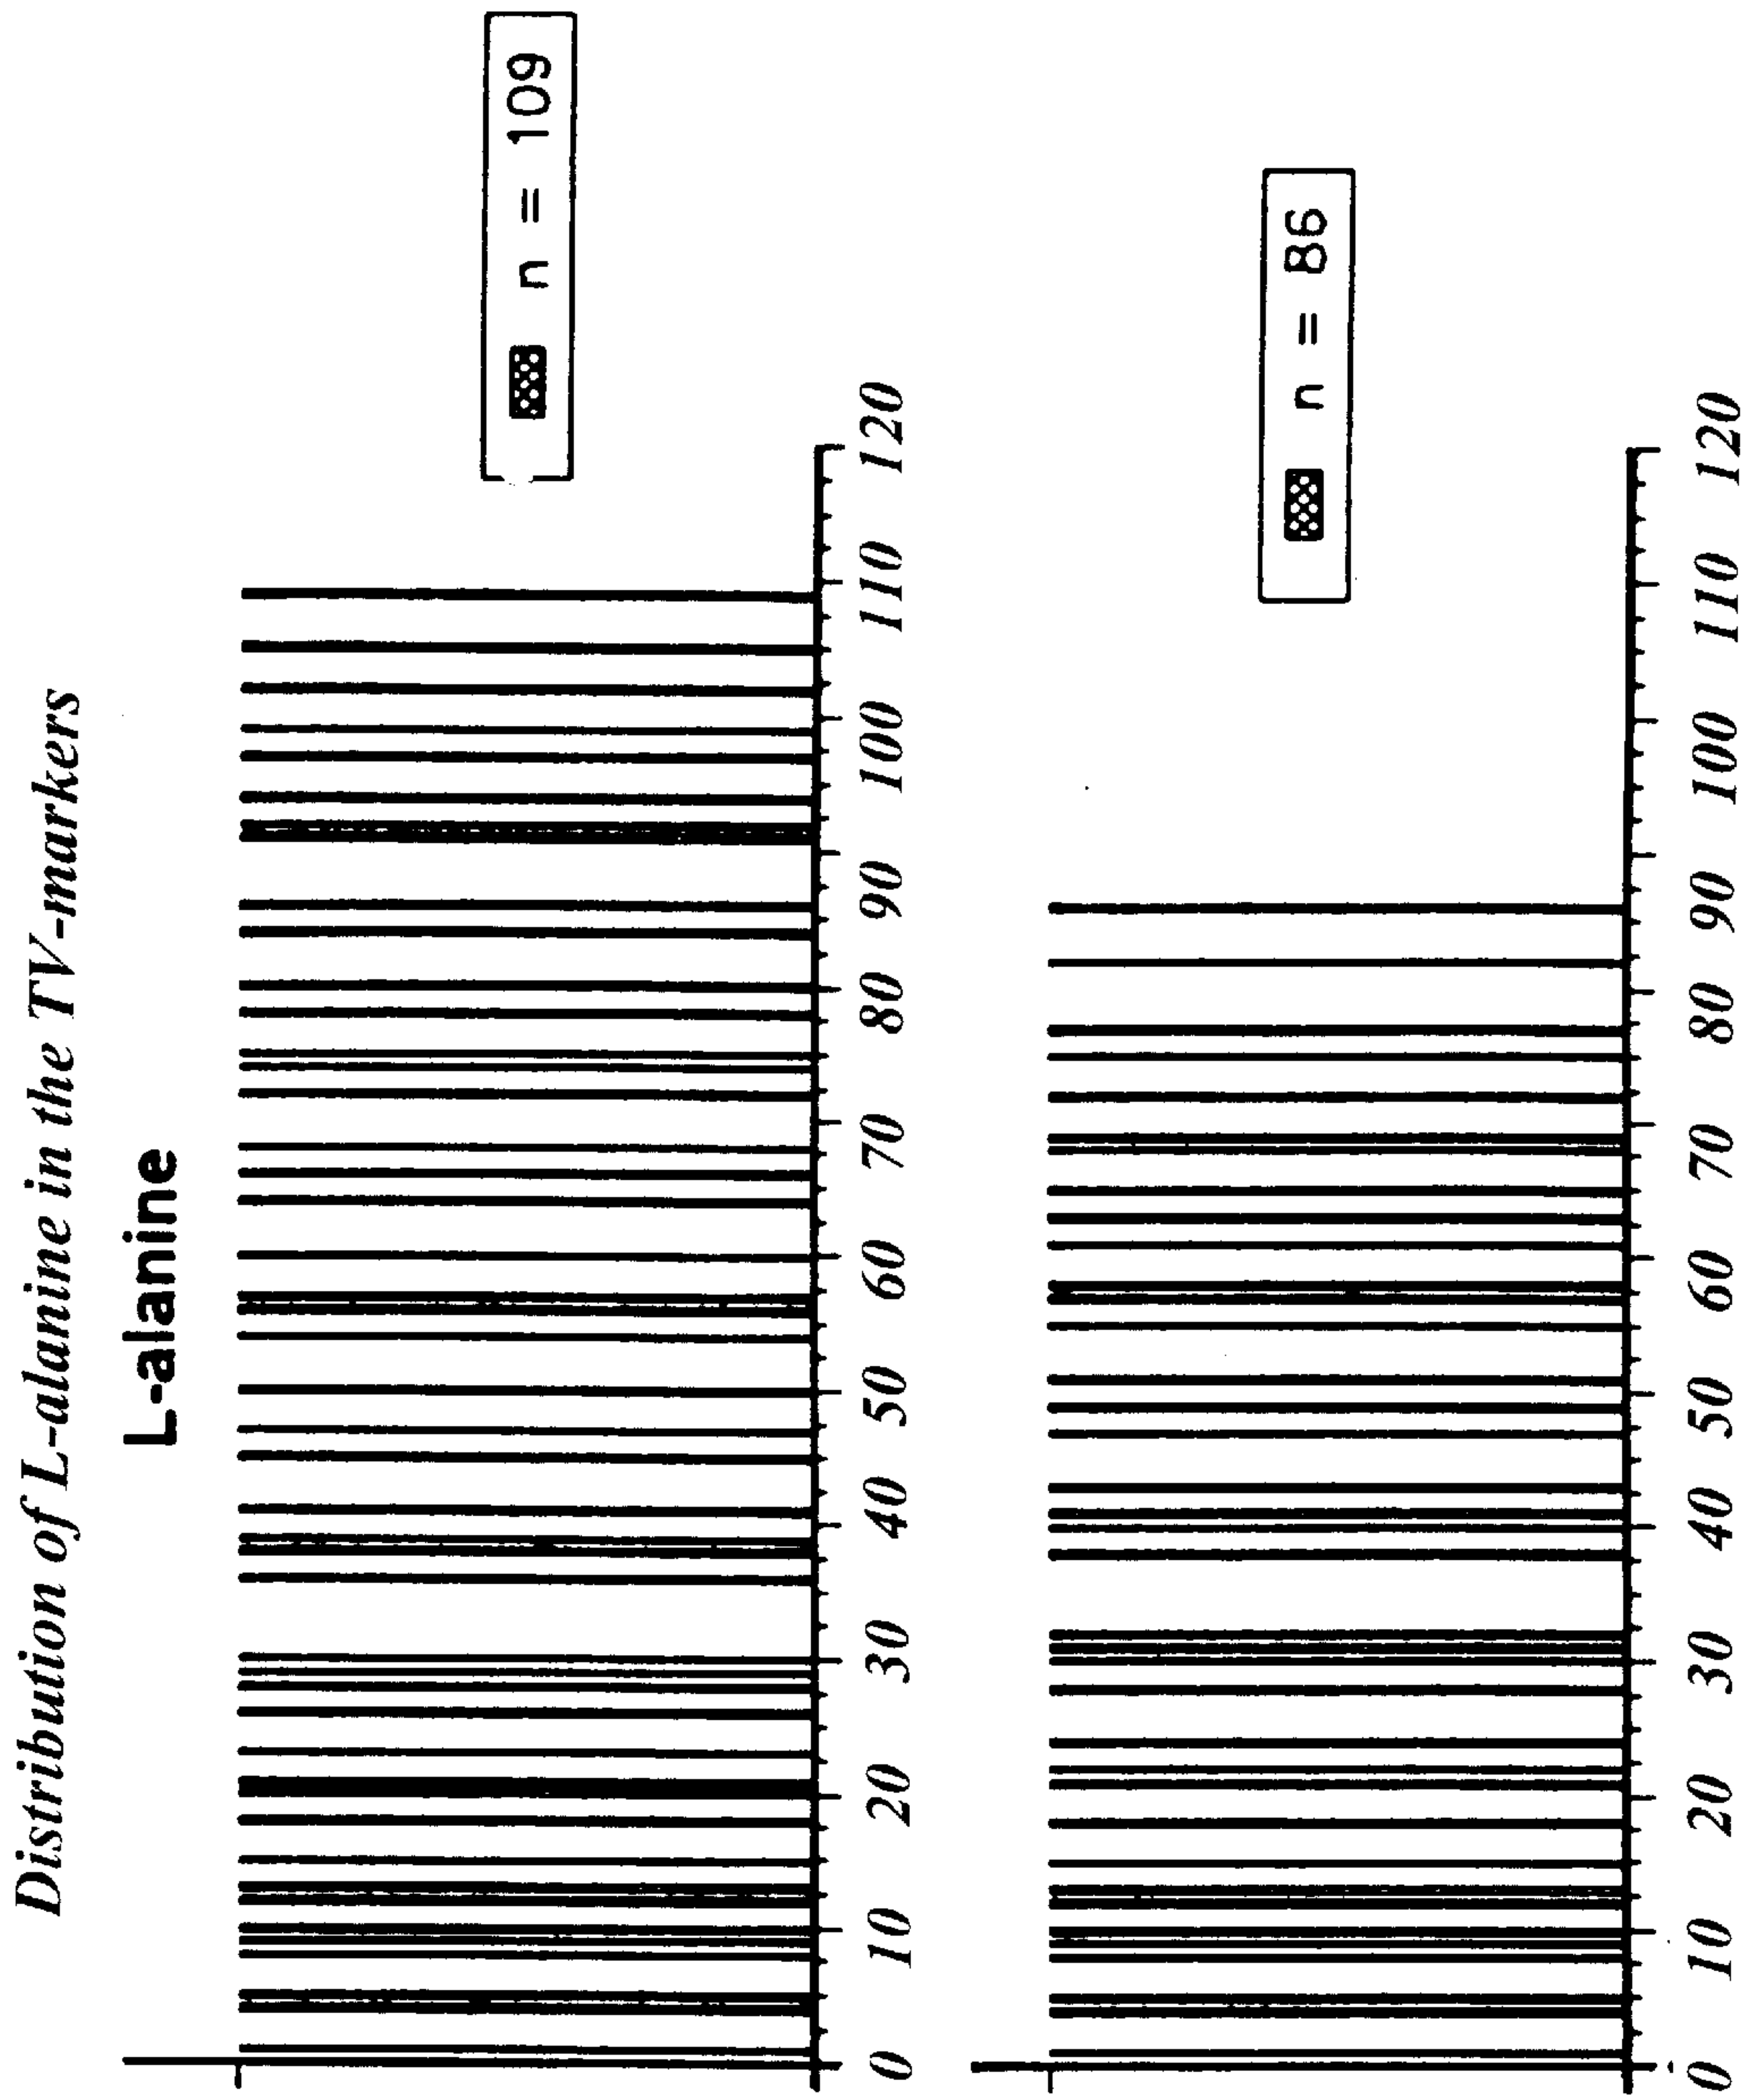 Distribution of L-alanine in the TV-markers
L-alanine
n = 109
0 10 20 30 40 50 60 70 80 90 100 110 120
n = 86
0 10 20 30 40 50 60 70 80 90 100 110 120